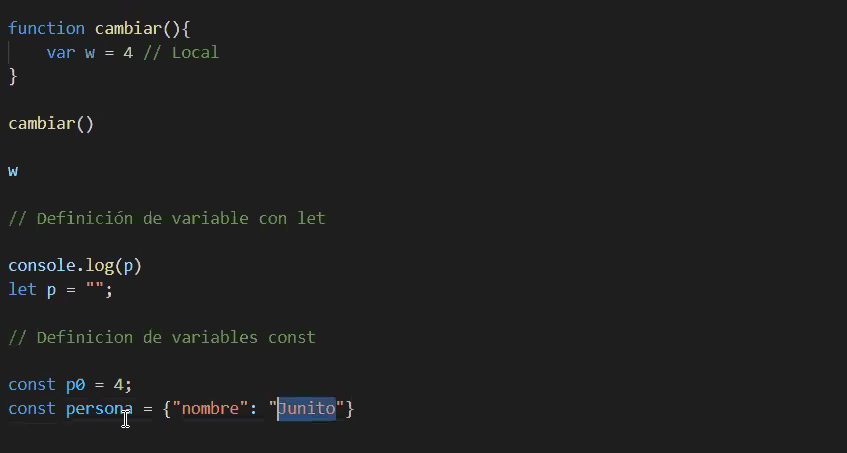 function cambiar(){
var w = 4 // Local
}
cambiar()
w
// Definición de variable con let
console.log(p)
let p = "";
// Definicion de variables const
const p0 = 4;
const persona = {"nombre": "Junito"}